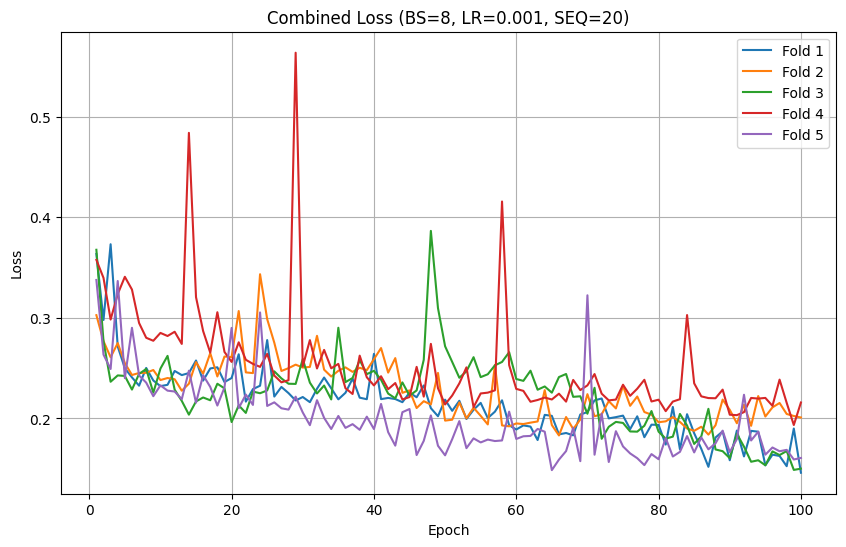 Combined Loss (BS=8, LR=0.001, SEQ=20)
Fold 1
Fold 2
Fold 3
Fold 4
Fold 5
Loss
0.5
0.4
0.3
0.2
0 20 40 60 80 100
Epoch